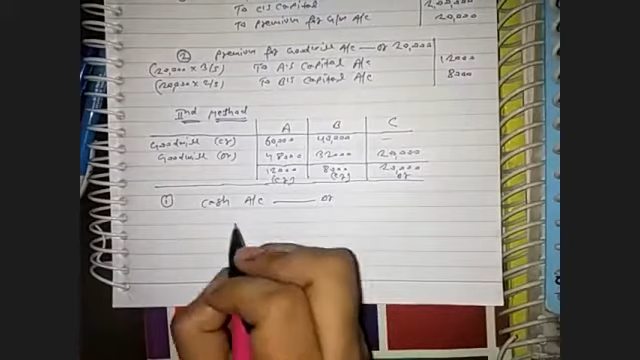 To C's Capital 2,00,000
To premium for G/w A/c 20,000
② premium for Goodwill A/c — Dr 20,000
(20,000 x 3/5) To A's Capital A/c 12000
(20,000 x 2/5) To B's Capital A/c 8000
IInd Method
A B C
Goodwill (cr) 60,000 40,000 —
Goodwill (Dr) 48000 32000 20,000
12000 8000 20,000
(cr) (cr) Dr
① Cash A/c —— Dr